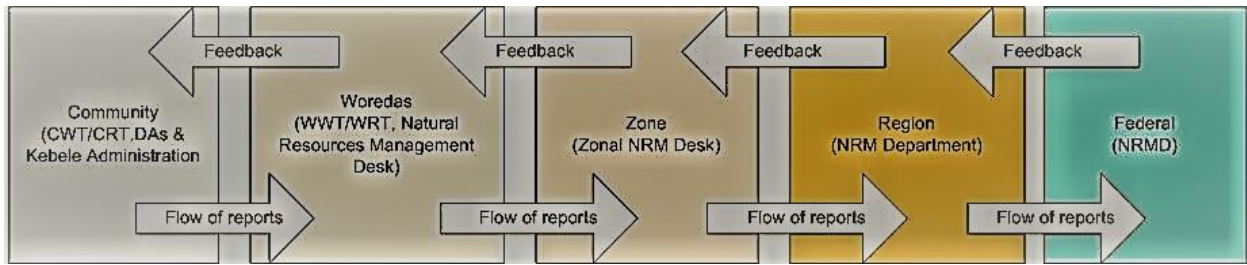 Feedback
Feedback
Feedback
Feedback
Community
(CWT/CRT,DAs &
Kebele Administration
Woredas
(WWT/WRT, Natural
Resources Management
Desk)
Zone
(Zonal NRM Desk)
Region
(NRM Department)
Federal
(NRMD)
Flow of reports
Flow of reports
Flow of reports
Flow of reports